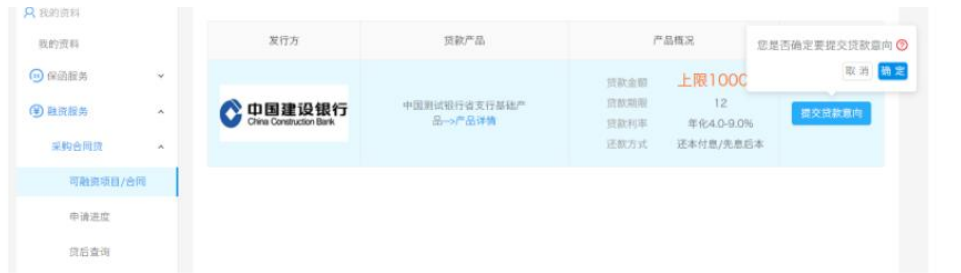 我的资料
我的资料
保函服务
融资服务
采购合同贷
可融资项目/合同
申请进度
贷后查询
发行方
贷款产品
产品概况
中国建设银行
China Construction Bank
中国测试银行省支行基础产
品-->产品详情
贷款金额 上限1000
贷款期限 12
贷款利率 年化4.0-9.0%
还款方式 还本付息/先息后本
您是否确定要提交贷款意向
取消 确定
提交贷款意向